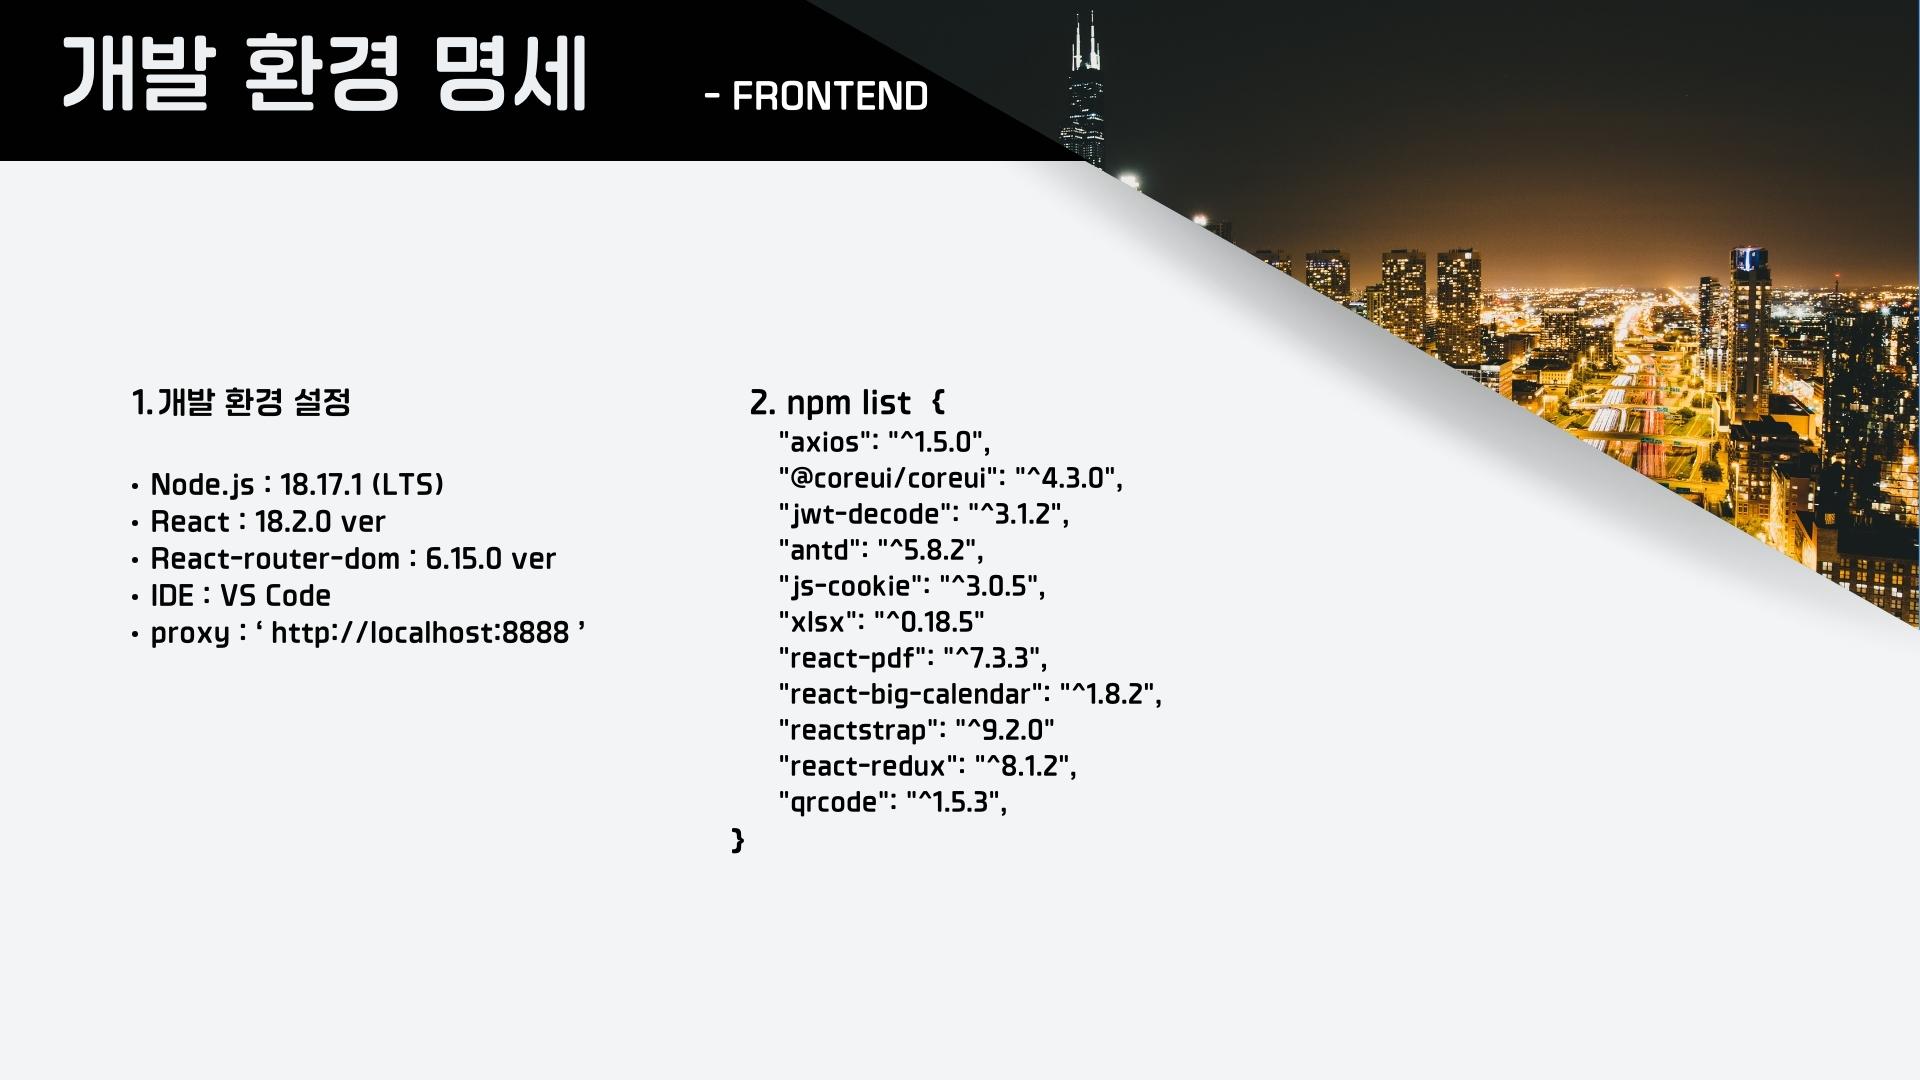 개발 환경 명세
- FRONTEND
1.개발 환경 설정
• Node.js : 18.17.1 (LTS)
• React : 18.2.0 ver
• React-router-dom : 6.15.0 ver
• IDE : VS Code
• proxy : ‘ http://localhost:8888 ’
2. npm list {
"axios": "^1.5.0",
"@coreui/coreui": "^4.3.0",
"jwt-decode": "^3.1.2",
"antd": "^5.8.2",
"js-cookie": "^3.0.5",
"xlsx": "^0.18.5"
"react-pdf": "^7.3.3",
"react-big-calendar": "^1.8.2",
"reactstrap": "^9.2.0"
"react-redux": "^8.1.2",
"qrcode": "^1.5.3",
}